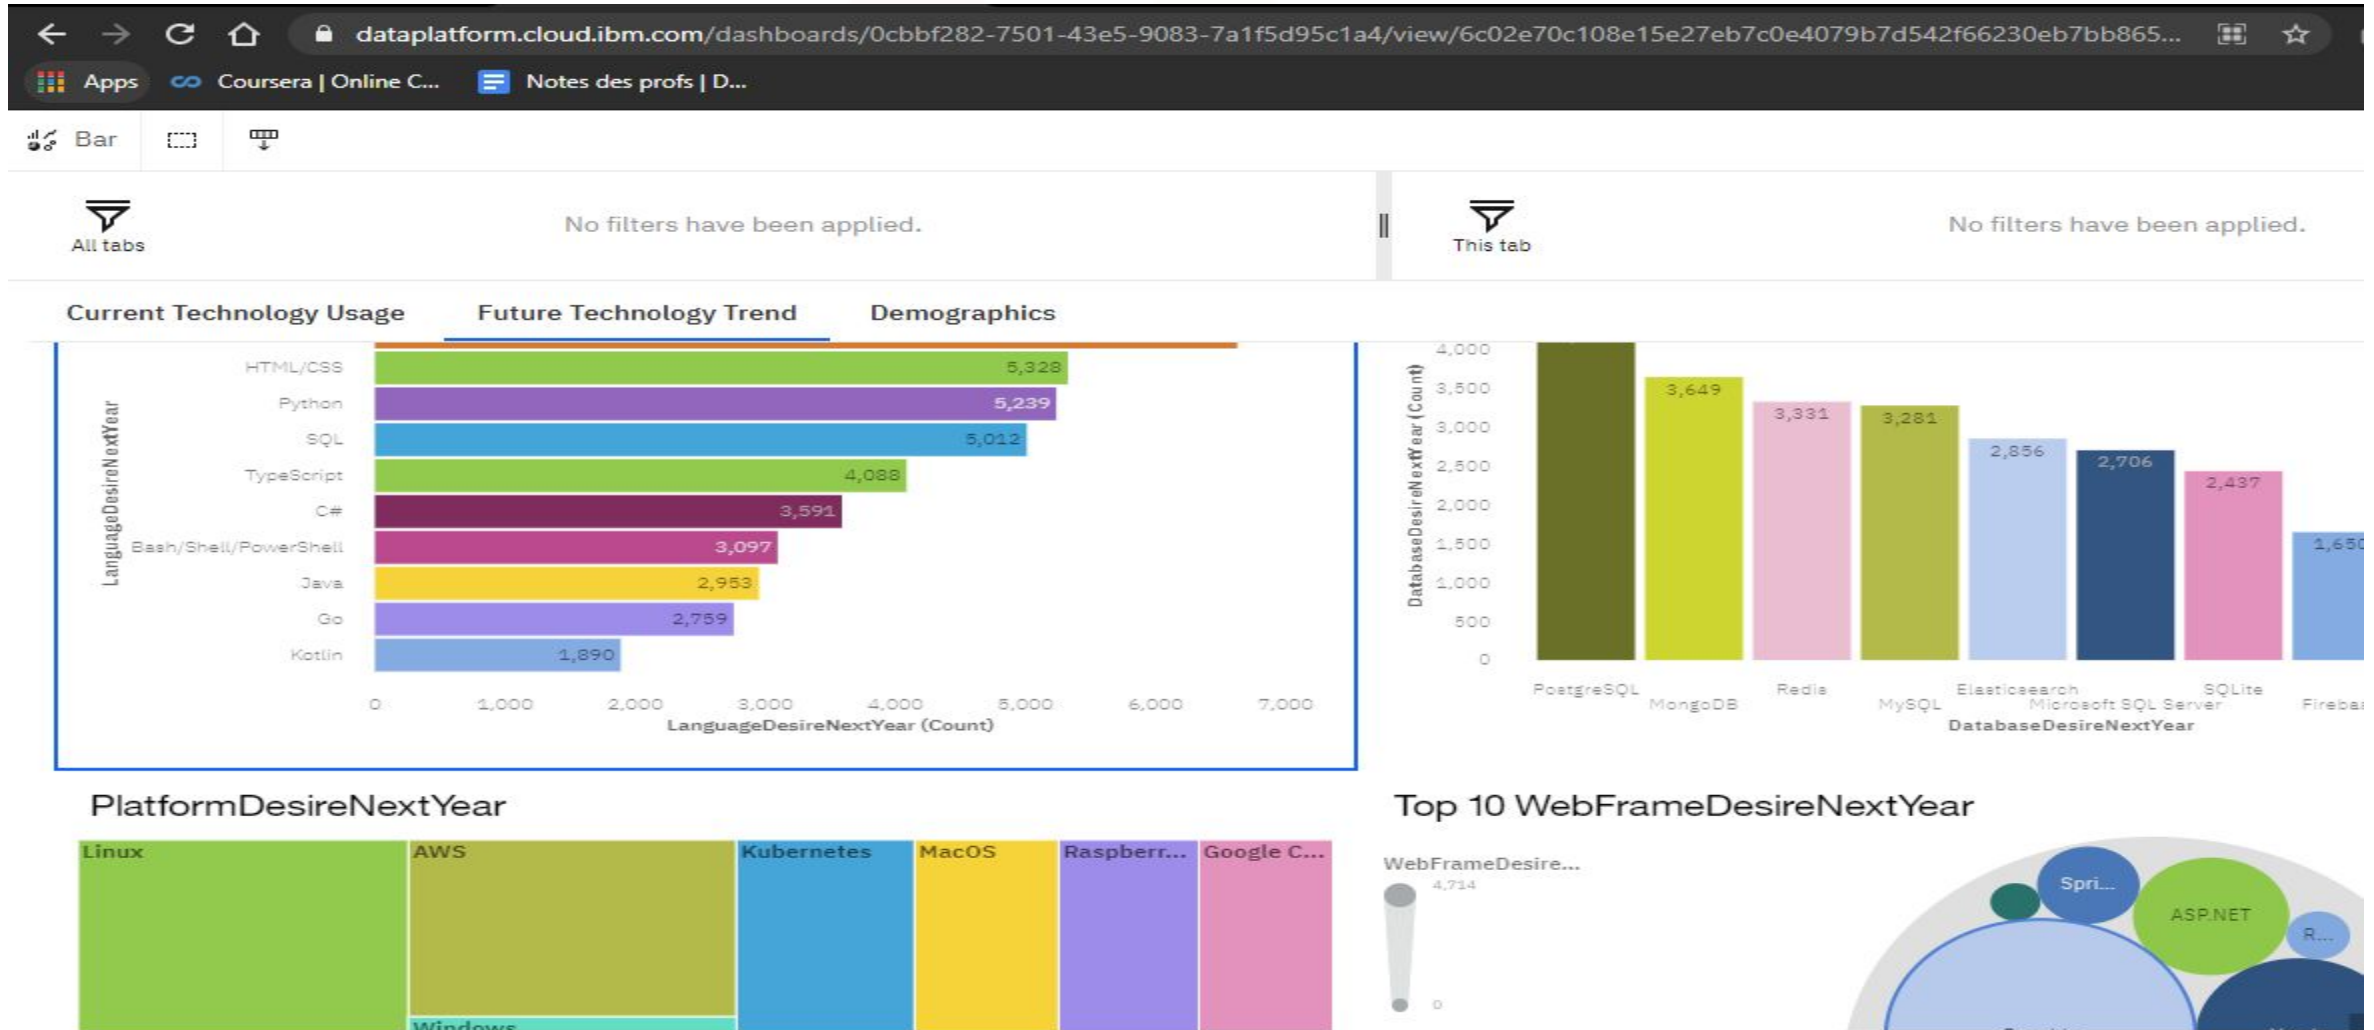 dataplatform.cloud.ibm.com/dashboards/0cbbf282-7501-43e5-9083-7a1f5d95c1a4/view/6c02e70c108e15e27eb7c0e4079b7d542f66230eb7bb865...
Apps Coursera | Online C... Notes des profs | D...
Bar
All tabs
No filters have been applied.
This tab
No filters have been applied.
Current Technology Usage Future Technology Trend Demographics
LanguageDesireNextYear
HTML/CSS 5,328
Python 5,239
SQL 5,012
TypeScript 4,088
C# 3,591
Bash/Shell/PowerShell 3,097
Java 2,953
Go 2,759
Kotlin 1,890
0 1,000 2,000 3,000 4,000 5,000 6,000 7,000
LanguageDesireNextYear (Count)
DatabaseDesireNextYear (Count)
4,000
3,500
3,000
2,500
2,000
1,500
1,000
500
0
3,649
3,331
3,281
2,856
2,706
2,437
1,650
PostgreSQL
MongoDB
Redis
MySQL
Elasticsearch
Microsoft SQL Server
SQLite
Firebas
DatabaseDesireNextYear
PlatformDesireNextYear
Linux
AWS
Kubernetes
MacOS
Raspberr...
Google C...
Windows
Top 10 WebFrameDesireNextYear
WebFrameDesire...
4,714
0
Spri...
ASP.NET
R...